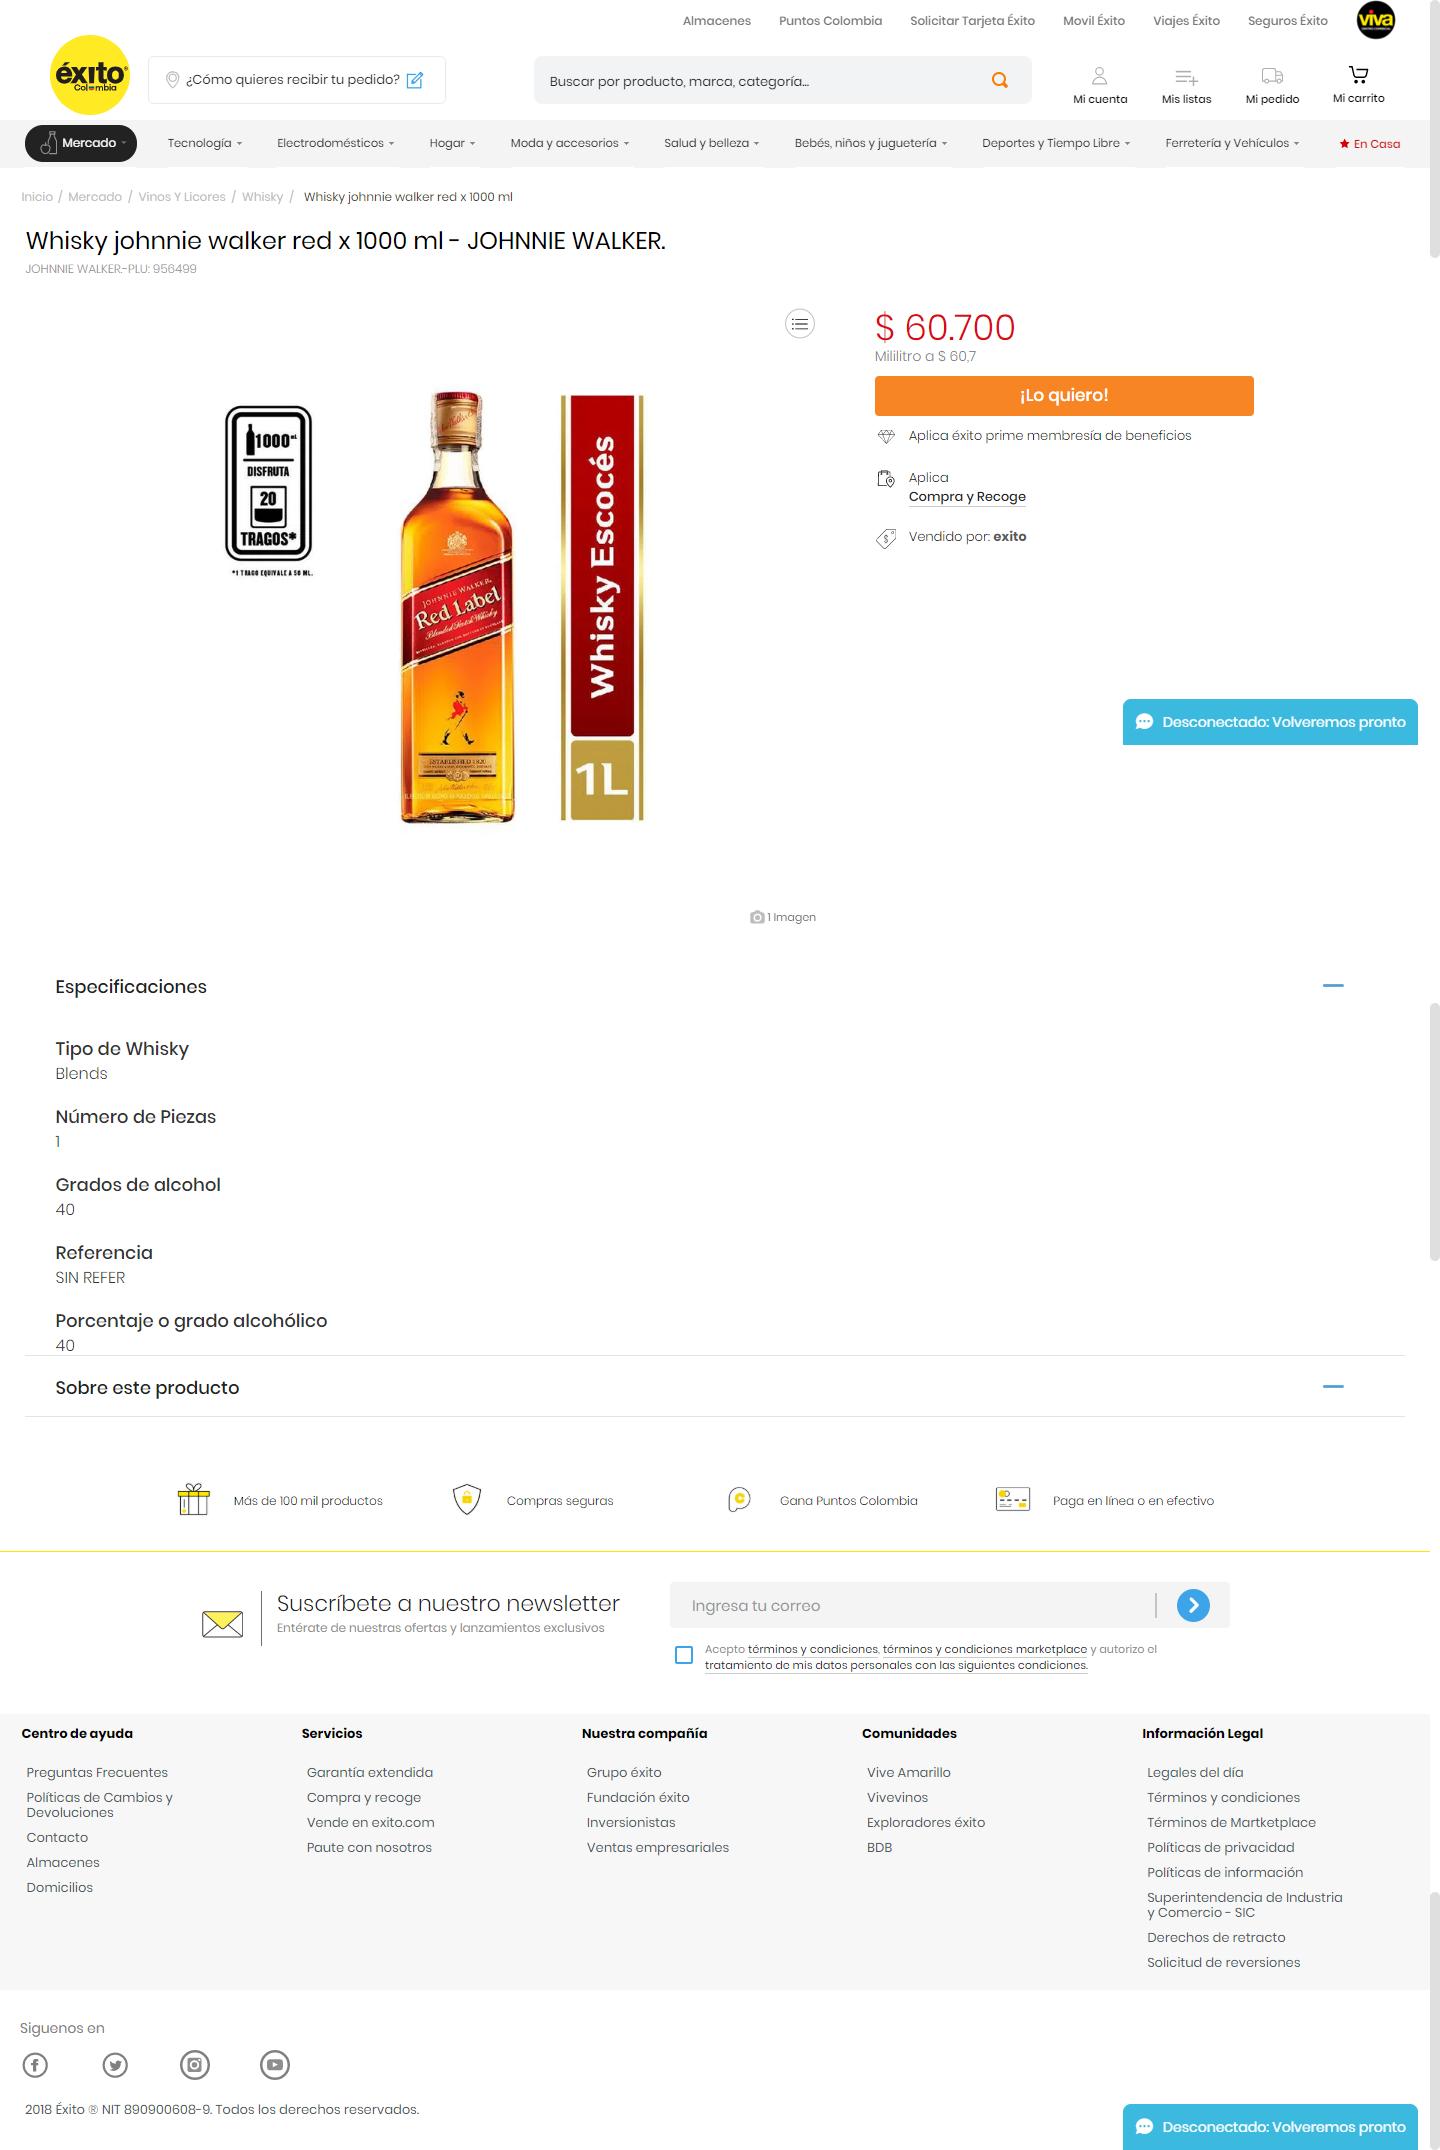 Almacenes Puntos Colombia Solicitar Tarjeta Éxito Movil Éxito Viajes Éxito Seguros Éxito viva
éxito
Colombia
¿Cómo quieres recibir tu pedido?
Buscar por producto, marca, categoría...
Mi cuenta Mis listas Mi pedido Mi carrito
Mercado Tecnología Electrodomésticos Hogar Moda y accesorios Salud y belleza Bebés, niños y juguetería Deportes y Tiempo Libre Ferretería y Vehículos En Casa
Inicio / Mercado / Vinos Y Licores / Whisky / Whisky johnnie walker red x 1000 ml
Whisky johnnie walker red x 1000 ml - JOHNNIE WALKER.
JOHNNIE WALKER.-PLU: 956499
1000 ml
DISFRUTA
20
TRAGOS*
*1 TRAGO EQUIVALE A 50 ML.
JOHNNIE WALKER.
Red Label
Blended Scotch Whisky
ESTABLISHED 1820
Whisky Escocés
1L
$ 60.700
Mililitro a $ 60,7
¡Lo quiero!
Aplica éxito prime membresía de beneficios
Aplica
Compra y Recoge
Vendido por: exito
Desconectado: Volveremos pronto
1 Imagen
Especificaciones
Tipo de Whisky
Blends
Número de Piezas
1
Grados de alcohol
40
Referencia
SIN REFER
Porcentaje o grado alcohólico
40
Sobre este producto
Más de 100 mil productos Compras seguras Gana Puntos Colombia Paga en línea o en efectivo
Suscríbete a nuestro newsletter
Entérate de nuestras ofertas y lanzamientos exclusivos
Ingresa tu correo
Acepto términos y condiciones, términos y condiciones marketplace y autorizo el
tratamiento de mis datos personales con las siguientes condiciones.
Centro de ayuda
Preguntas Frecuentes
Políticas de Cambios y
Devoluciones
Contacto
Almacenes
Domicilios
Servicios
Garantía extendida
Compra y recoge
Vende en exito.com
Paute con nosotros
Nuestra compañía
Grupo éxito
Fundación éxito
Inversionistas
Ventas empresariales
Comunidades
Vive Amarillo
Vivevinos
Exploradores éxito
BDB
Información Legal
Legales del día
Términos y condiciones
Términos de Martketplace
Políticas de privacidad
Políticas de información
Superintendencia de Industria
y Comercio - SIC
Derechos de retracto
Solicitud de reversiones
Siguenos en
2018 Éxito ® NIT 890900608-9. Todos los derechos reservados.
Desconectado: Volveremos pronto